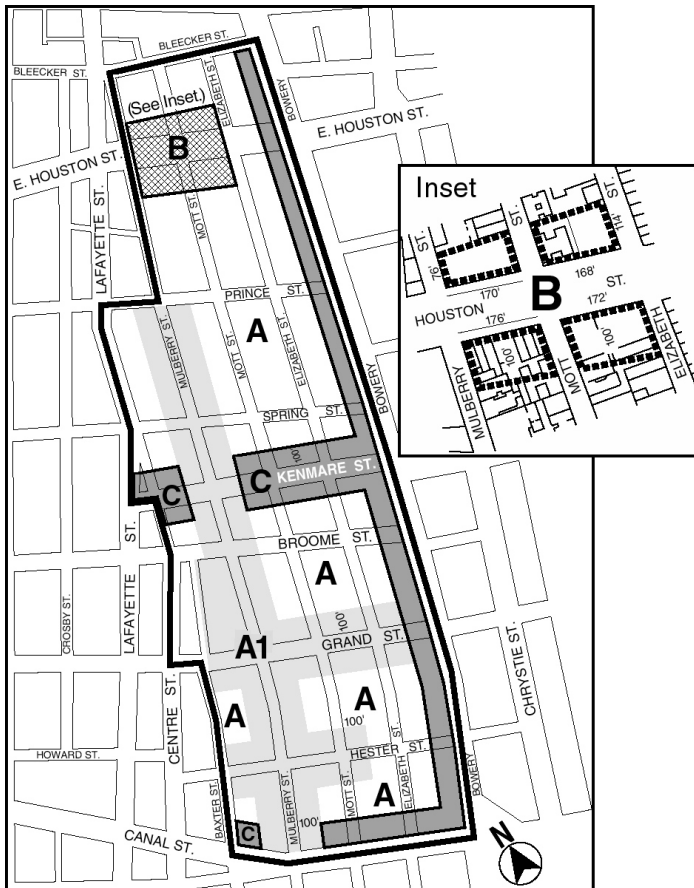 BLEECKER ST.
BLEECKER ST.
(See Inset.)
ELIZABETH ST.
BOWERY
E. HOUSTON ST.
E. HOUSTON ST.
B
LAFAYETTE ST.
MOTT ST.
PRINCE ST.
A
MULBERRY ST.
MOTT ST.
ELIZABETH ST.
BOWERY
SPRING ST.
100'
C
C
KENMARE ST.
BROOME ST.
A
LAFAYETTE ST.
CROSBY ST.
100'
A1
GRAND ST.
CHRYSTIE ST.
CENTRE ST.
A
A
100'
HOWARD ST.
HESTER ST.
BAXTER ST.
MULBERRY ST.
MOTT ST.
ELIZABETH ST.
A
BOWERY
C
100'
CANAL ST.
N
Inset
ST.
ST.
ST.
76'
114'
170'
168'
B
HOUSTON ST.
176'
172'
100'
100'
MULBERRY
MOTT
ELIZABETH